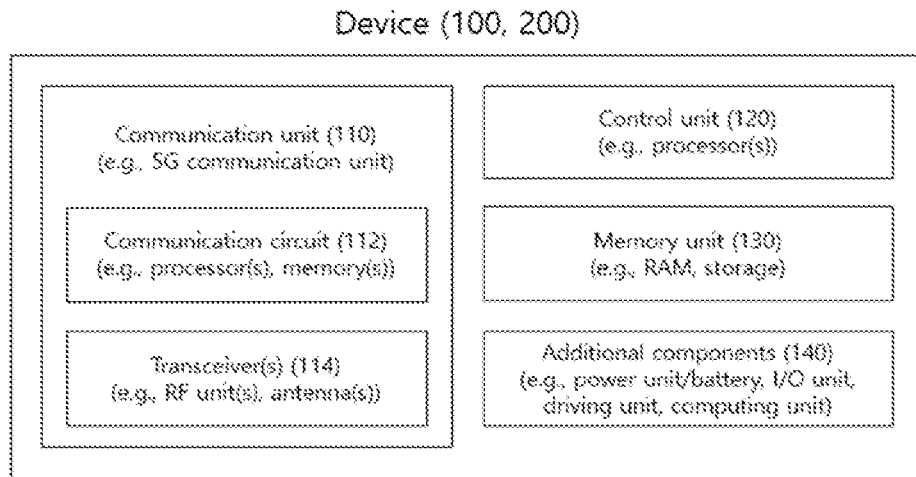 Device (100, 200)
Communication unit (110)
(e.g., 5G communication unit)
Communication circuit (112)
(e.g., processor(s), memory(s))
Transceiver(s) (114)
(e.g., RF unit(s), antenna(s))
Control unit (120)
(e.g., processor(s))
Memory unit (130)
(e.g., RAM, storage)
Additional components (140)
(e.g., power unit/battery, I/O unit,
driving unit, computing unit)